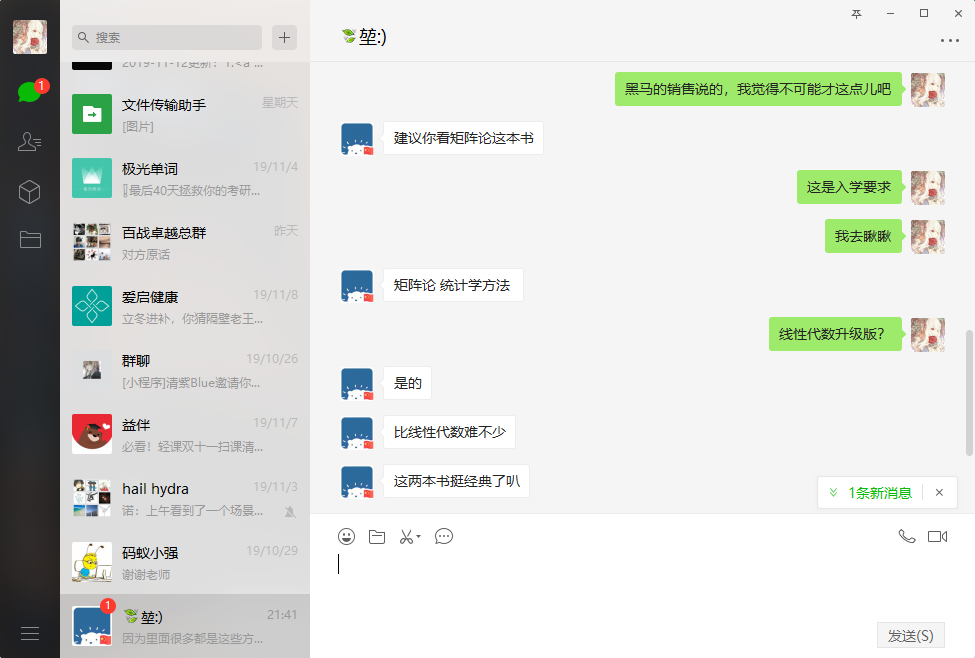 1
搜索
2019-11-12更新：1.<a ...
文件传输助手
星期天
[图片]
极光单词
19/11/4
最后40天拯救你的考研...
百战卓越总群
昨天
对方原话
爱启健康
19/11/8
立冬进补，你猜隔壁老王...
群聊
19/10/26
[小程序]清紫Blue邀请你...
益伴
19/11/7
必看！轻课双十一扫课清...
hail hydra
19/11/3
诺：上午看到了一个场景...
码蚁小强
19/10/29
谢谢老师
1
堃:)
21:41
因为里面很多都是这些方...
堃:)
黑马的销售说的，我觉得不可能才这点儿吧
建议你看矩阵论这本书
这是入学要求
我去瞅瞅
矩阵论 统计学方法
线性代数升级版？
是的
比线性代数难不少
这两本书挺经典了叭
1条新消息
发送(S)